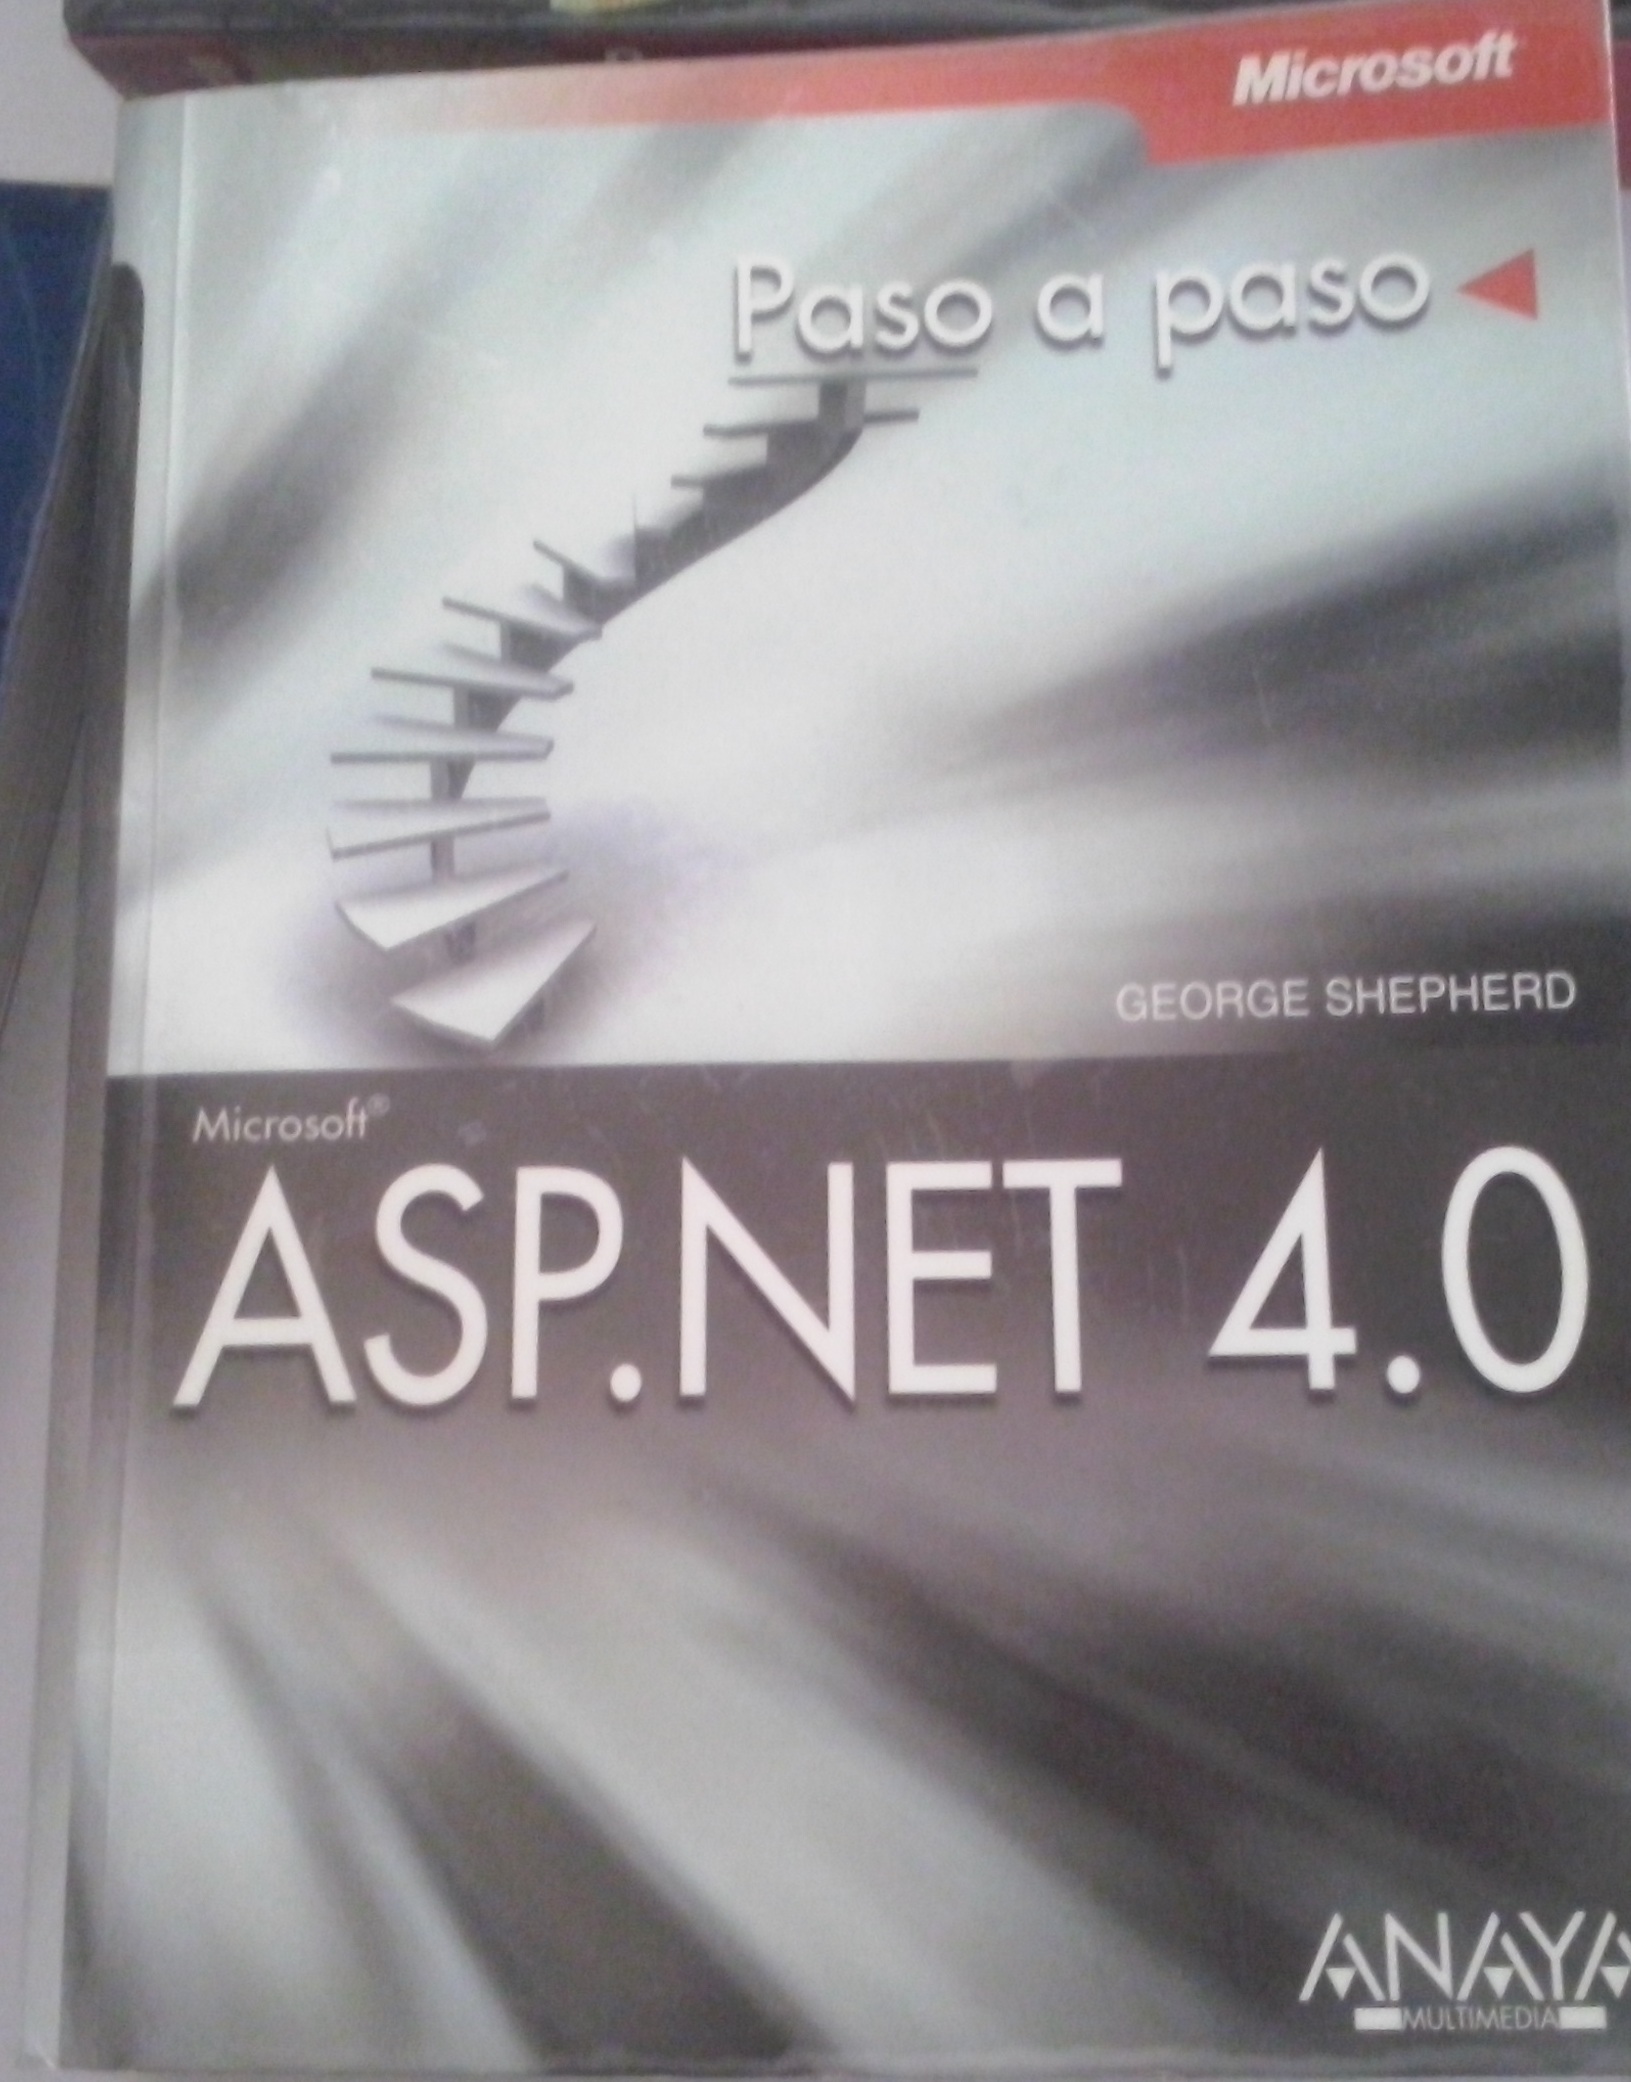 Microsoft
Paso a paso
GEORGE SHEPHERD
Microsoft®
ASP.NET 4.0
ANAYA
MULTIMEDIA